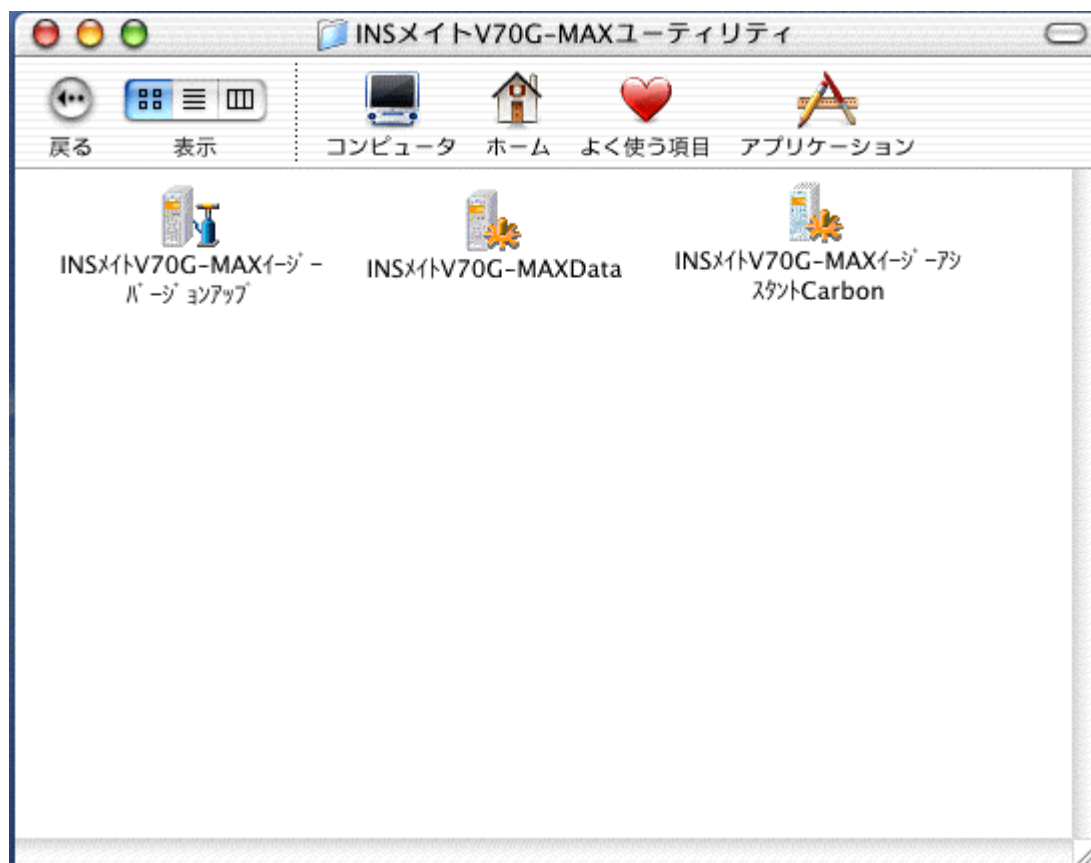 INSメイトV70G-MAXユーティリティ
戻る 表示 コンピュータ ホーム よく使う項目 アプリケーション
INSﾒｲﾄV70G-MAXｲｰｼﾞｰ INSﾒｲﾄV70G-MAXData INSﾒｲﾄV70G-MAXｲｰｼﾞｰｱｼ
ﾊﾞｰｼﾞｮﾝｱｯﾌﾟ ｽﾀﾝﾄCarbon